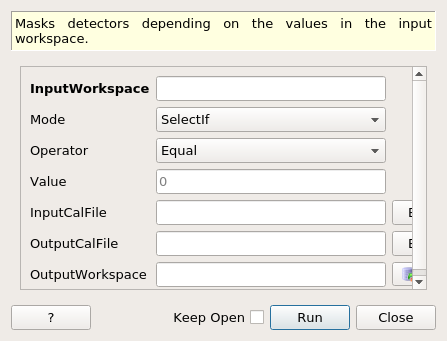 Masks detectors depending on the values in the input
workspace.
InputWorkspace
Mode SelectIf
Operator Equal
Value 0
InputCalFile
OutputCalFile
OutputWorkspace
? Keep Open Run Close